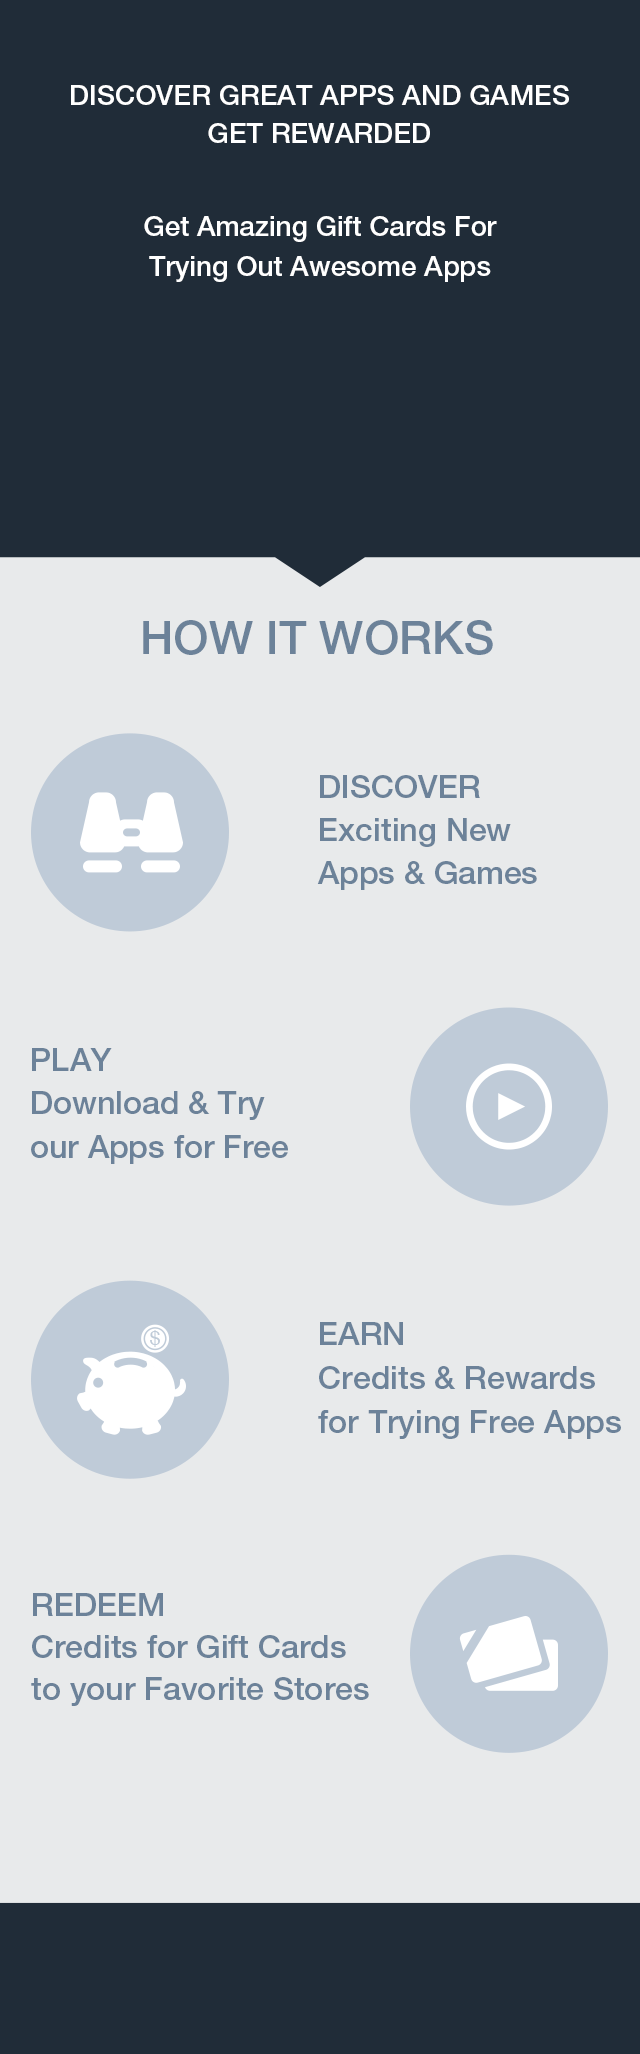 DISCOVER GREAT APPS AND GAMES
GET REWARDED
Get Amazing Gift Cards For
Trying Out Awesome Apps
HOW IT WORKS
DISCOVER
Exciting New
Apps & Games
PLAY
Download & Try
our Apps for Free
$
EARN
Credits & Rewards
for Trying Free Apps
REDEEM
Credits for Gift Cards
to your Favorite Stores